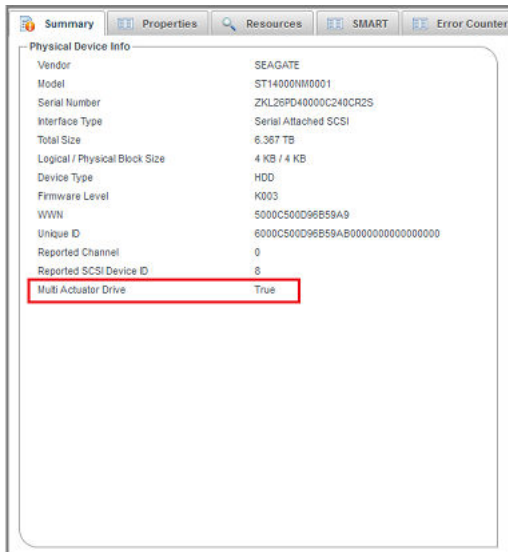 Summary Properties Resources SMART Error Counter
Physical Device Info
Vendor SEAGATE
Model ST14000NM0001
Serial Number ZKL26PD40000C240CR2S
Interface Type Serial Attached SCSI
Total Size 6.367 TB
Logical / Physical Block Size 4 KB / 4 KB
Device Type HDD
Firmware Level K003
WWN 5000C500D96B59A9
Unique ID 6000C500D96B59AB0000000000000000
Reported Channel 0
Reported SCSI Device ID 8
Multi Actuator Drive True